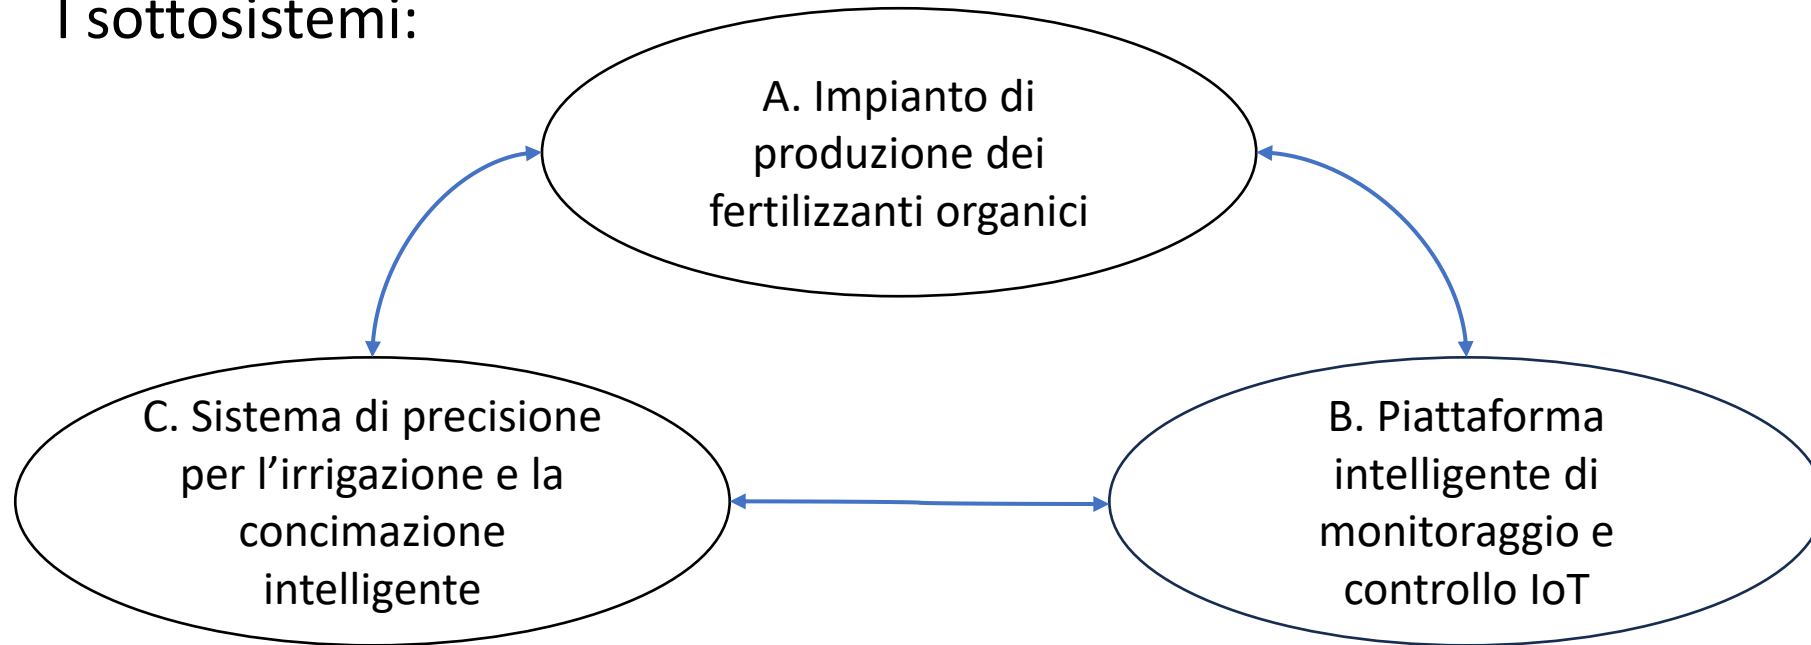 I sottosistemi:
A. Impianto di
produzione dei
fertilizzanti organici
C. Sistema di precisione
per l’irrigazione e la
concimazione
intelligente
B. Piattaforma
intelligente di
monitoraggio e
controllo IoT